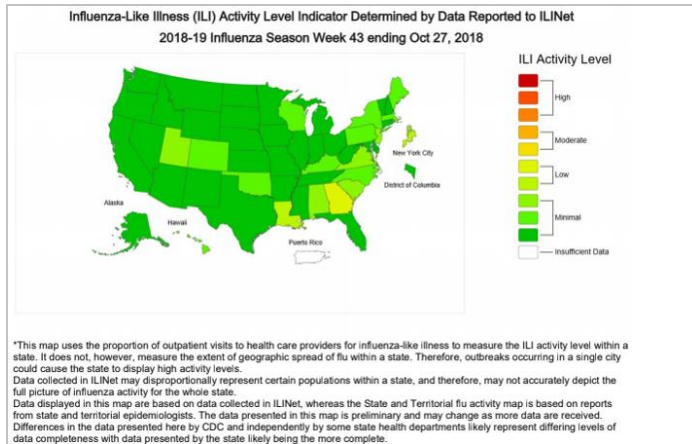 Influenza-Like Illness (ILI) Activity Level Indicator Determined by Data Reported to ILINet
2018-19 Influenza Season Week 43 ending Oct 27, 2018
ILI Activity Level
High
Moderate
Low
Minimal
Insufficient Data
New York City
District of Columbia
Alaska
Hawaii
Puerto Rico
*This map uses the proportion of outpatient visits to health care providers for influenza-like illness to measure the ILI activity level within a
state. It does not, however, measure the extent of geographic spread of flu within a state. Therefore, outbreaks occurring in a single city
could cause the state to display high activity levels.
Data collected in ILINet may disproportionally represent certain populations within a state, and therefore, may not accurately depict the
full picture of influenza activity for the whole state.
Data displayed in this map are based on data collected in ILINet, whereas the State and Territorial flu activity map is based on reports
from state and territorial epidemiologists. The data presented in this map is preliminary and may change as more data are received.
Differences in the data presented here by CDC and independently by some state health departments likely represent differing levels of
data completeness with data presented by the state likely being the more complete.